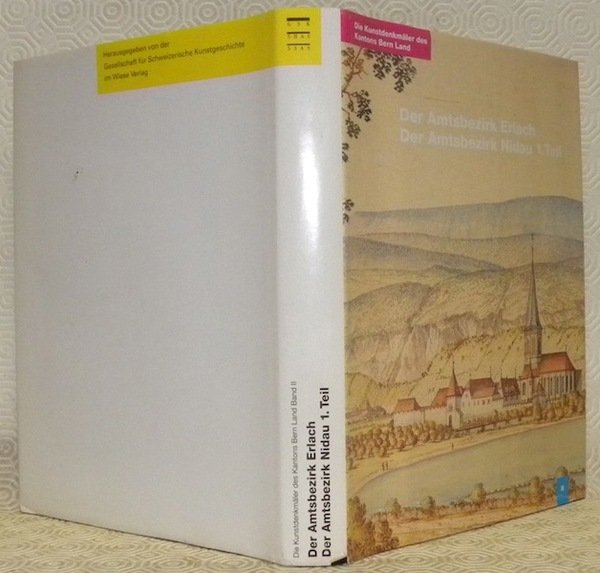 Herausgegeben von der
Gesellschaft für Schweizerische Kunstgeschichte
im Wiese Verlag
G S K
S H A S
S S A S
Die Kunstdenkmäler des Kantons Bern Land Band II
Der Amtsbezirk Erlach
Der Amtsbezirk Nidau 1. Teil
Die Kunstdenkmäler des
Kantons Bern Land
Der Amtsbezirk Erlach
Der Amtsbezirk Nidau 1. Teil